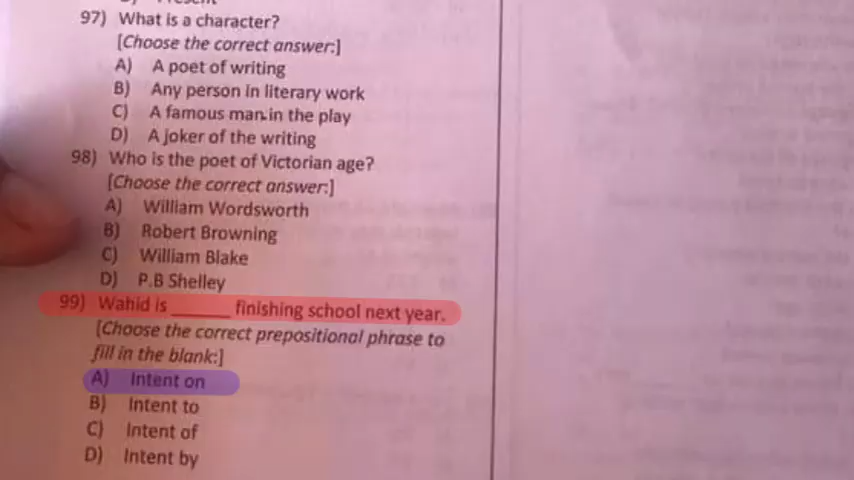 97) What is a character?
[Choose the correct answer:]
A) A poet of writing
B) Any person in literary work
C) A famous man in the play
D) A joker of the writing
98) Who is the poet of Victorian age?
[Choose the correct answer:]
A) William Wordsworth
B) Robert Browning
C) William Blake
D) P.B Shelley
99) Wahid is ______ finishing school next year.
[Choose the correct prepositional phrase to
fill in the blank:]
A) Intent on
B) Intent to
C) Intent of
D) Intent by